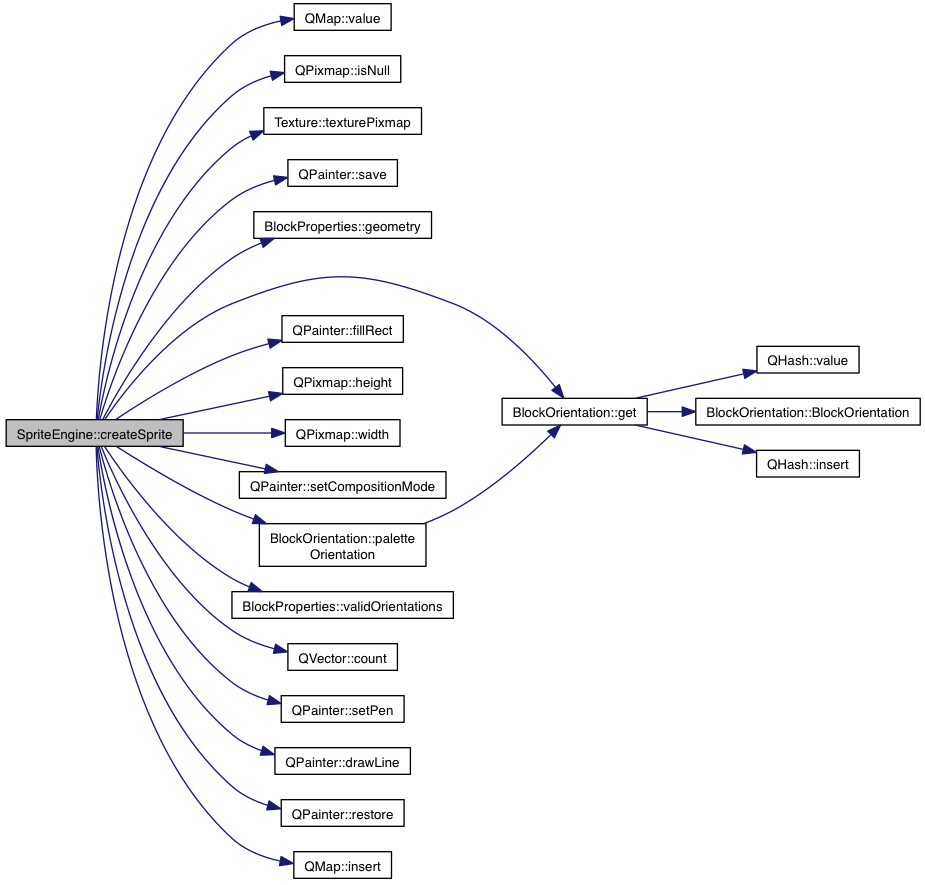 SpriteEngine::createSprite
QMap::value
QPixmap::isNull
Texture::texturePixmap
QPainter::save
BlockProperties::geometry
QPainter::fillRect
QPixmap::height
QPixmap::width
QPainter::setCompositionMode
BlockOrientation::palette
Orientation
BlockProperties::validOrientations
QVector::count
QPainter::setPen
QPainter::drawLine
QPainter::restore
QMap::insert
BlockOrientation::get
QHash::value
BlockOrientation::BlockOrientation
QHash::insert